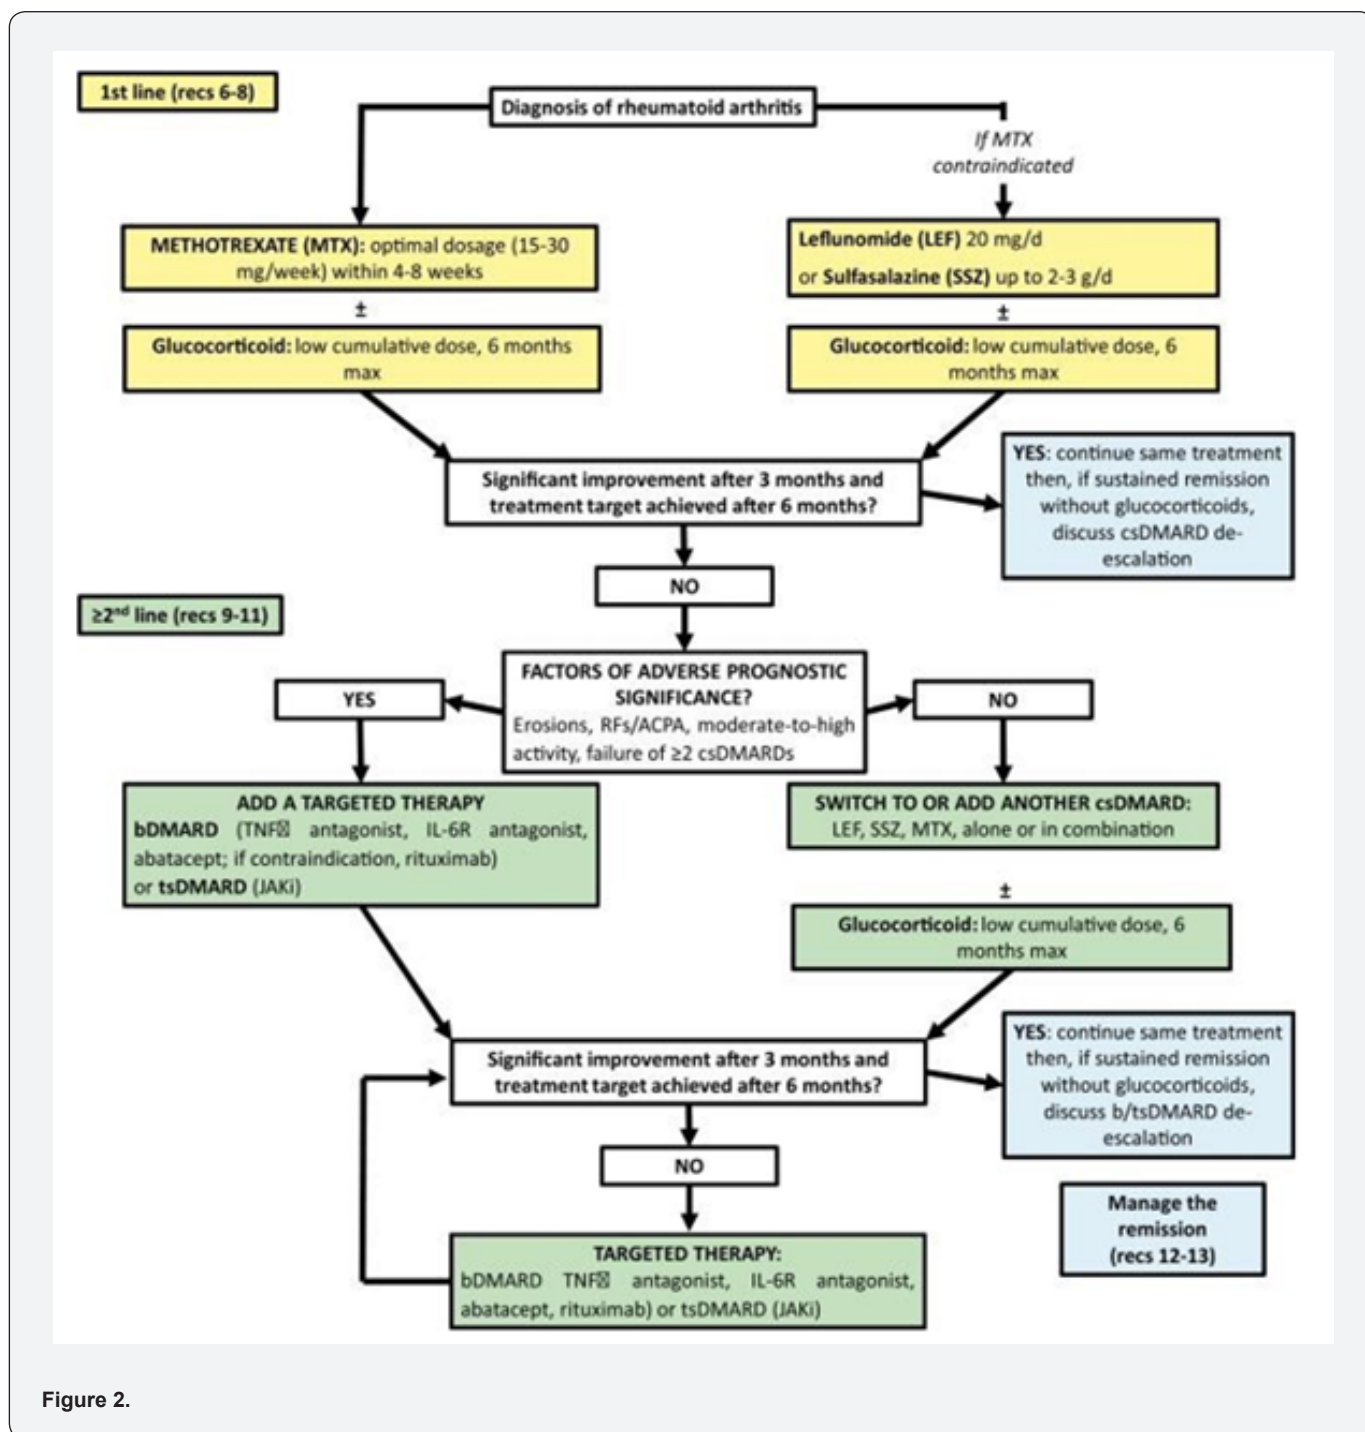 1st line (recs 6-8)
Diagnosis of rheumatoid arthritis
If MTX
contraindicated
METHOTREXATE (MTX): optimal dosage (15-30
mg/week) within 4-8 weeks
±
Glucocorticoid: low cumulative dose, 6 months
max
Leflunomide (LEF) 20 mg/d
or Sulfasalazine (SSZ) up to 2-3 g/d
±
Glucocorticoid: low cumulative dose, 6
months max
Significant improvement after 3 months and
treatment target achieved after 6 months?
YES: continue same treatment
then, if sustained remission
without glucocorticoids,
discuss csDMARD de-
escalation
NO
≥2nd line (recs 9-11)
FACTORS OF ADVERSE PROGNOSTIC
SIGNIFICANCE?
Erosions, RFs/ACPA, moderate-to-high
activity, failure of ≥2 csDMARDs
YES
NO
ADD A TARGETED THERAPY
bDMARD (TNF antagonist, IL-6R antagonist,
abatacept; if contraindication, rituximab)
or tsDMARD (JAKi)
SWITCH TO OR ADD ANOTHER csDMARD:
LEF, SSZ, MTX, alone or in combination
±
Glucocorticoid: low cumulative dose, 6
months max
Significant improvement after 3 months and
treatment target achieved after 6 months?
YES: continue same treatment
then, if sustained remission
without glucocorticoids,
discuss b/tsDMARD de-
escalation
NO
Manage the
remission
(recs 12-13)
TARGETED THERAPY:
bDMARD TNF antagonist, IL-6R antagonist,
abatacept, rituximab) or tsDMARD (JAKi)
Figure 2.